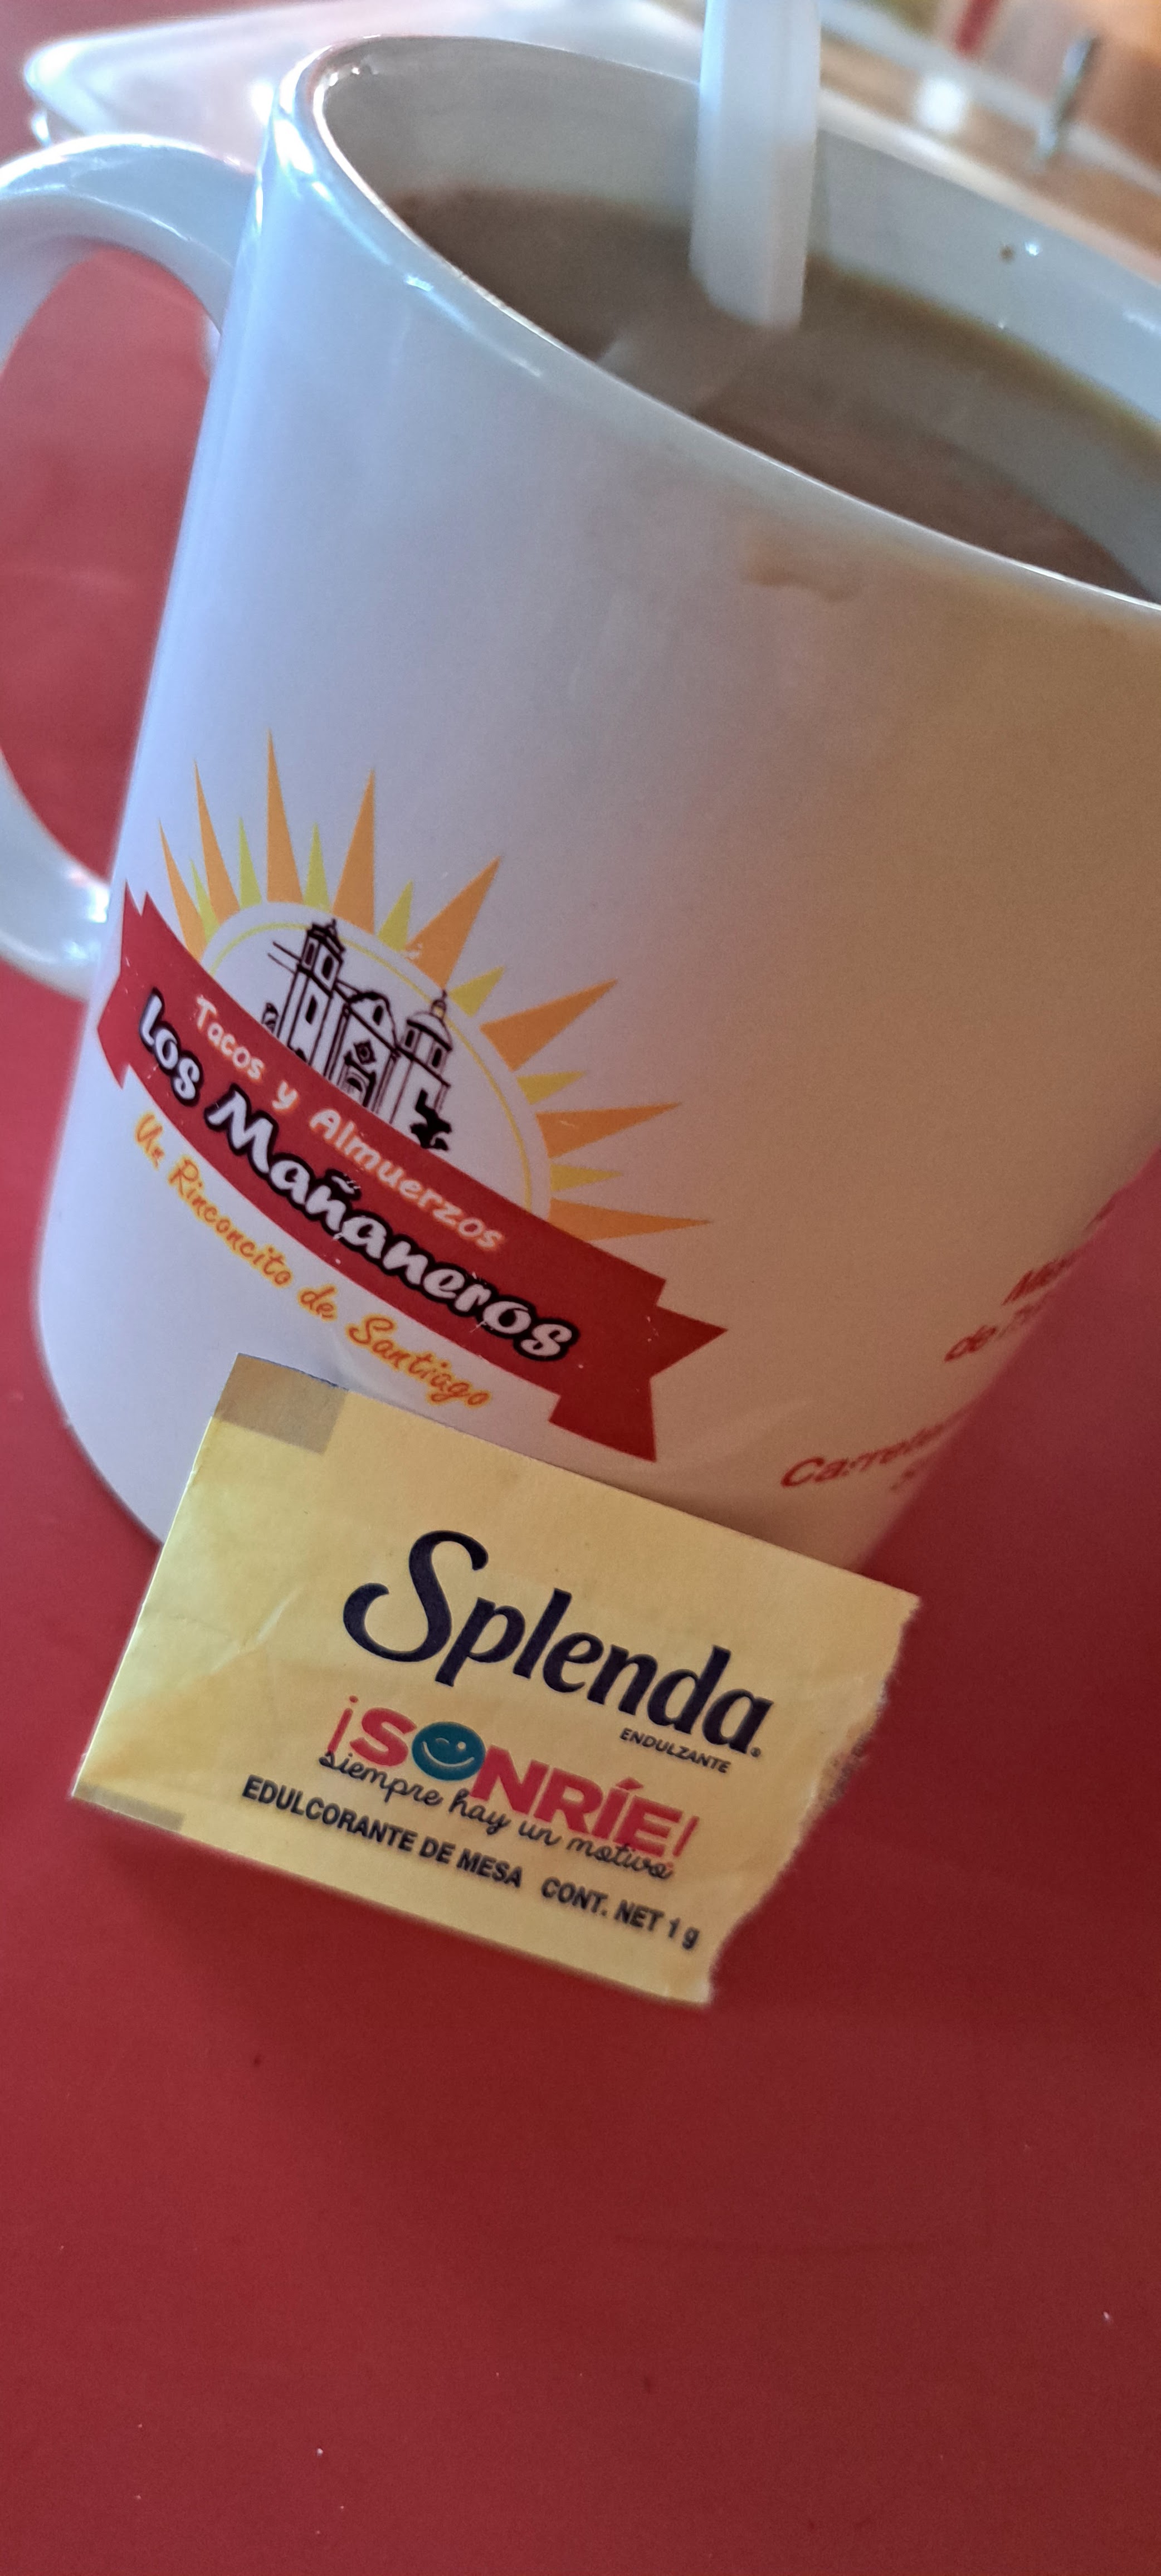 Tacos y Almuerzos
Los Mañaneros
Un Rinconcito de Santiago
de
Splenda®
ENDULZANTE
¡SONRÍE!
siempre hay un motivo
EDULCORANTE DE MESA CONT. NET 1 g